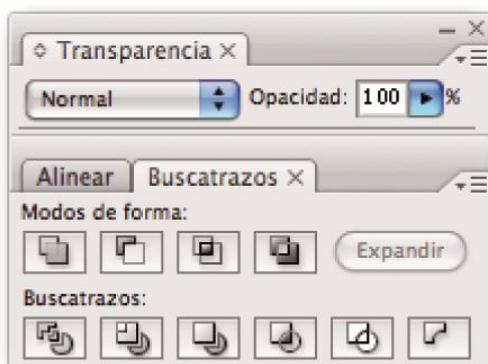 Transparencia
Normal Opacidad: 100 %
Alinear Buscatrazos
Modos de forma:
Expandir
Buscatrazos: